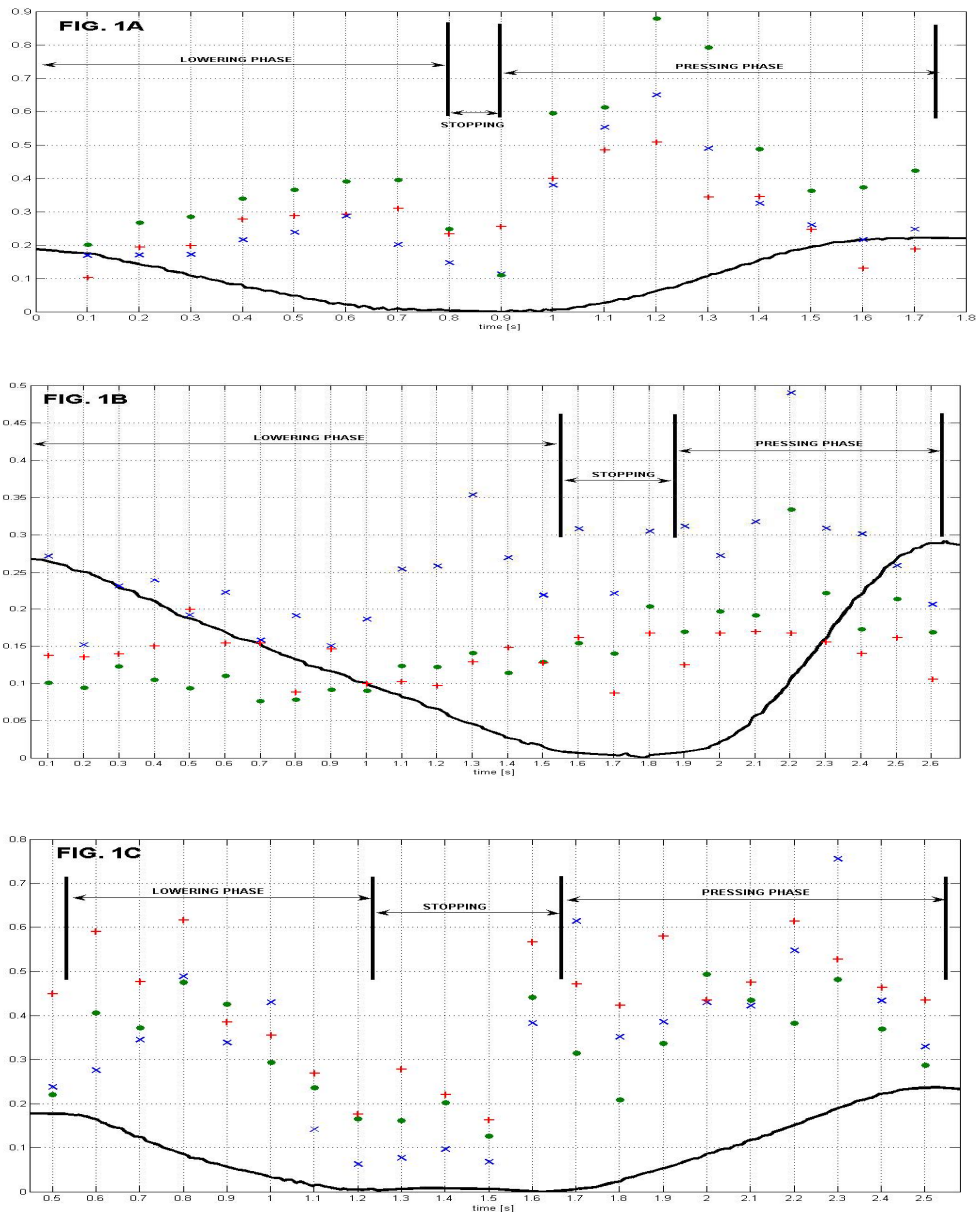 FIG. 1A
0.9
0.8
0.7
0.6
0.5
0.4
0.3
0.2
0.1
0
LOWERING PHASE
STOPPING
PRESSING PHASE
0 0.1 0.2 0.3 0.4 0.5 0.6 0.7 0.8 0.9 1 1.1 1.2 1.3 1.4 1.5 1.6 1.7 1.8
time [s]
FIG. 1B
0.5
0.45
0.4
0.35
0.3
0.25
0.2
0.15
0.1
0.05
0
LOWERING PHASE
STOPPING
PRESSING PHASE
0.1 0.2 0.3 0.4 0.5 0.6 0.7 0.8 0.9 1 1.1 1.2 1.3 1.4 1.5 1.6 1.7 1.8 1.9 2 2.1 2.2 2.3 2.4 2.5 2.6
time [s]
FIG. 1C
0.8
0.7
0.6
0.5
0.4
0.3
0.2
0.1
0
LOWERING PHASE
STOPPING
PRESSING PHASE
0.5 0.6 0.7 0.8 0.9 1 1.1 1.2 1.3 1.4 1.5 1.6 1.7 1.8 1.9 2 2.1 2.2 2.3 2.4 2.5
time [s]